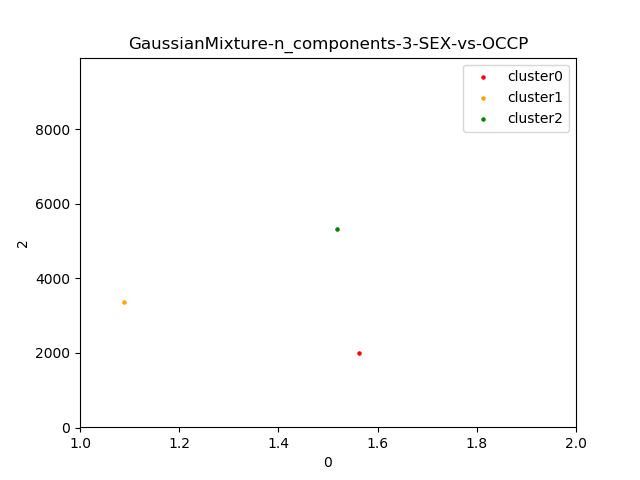 GaussianMixture-n_components-3-SEX-vs-OCCP
cluster0
cluster1
cluster2
8000
6000
4000
2000
0
2
1.0 1.2 1.4 1.6 1.8 2.0
0